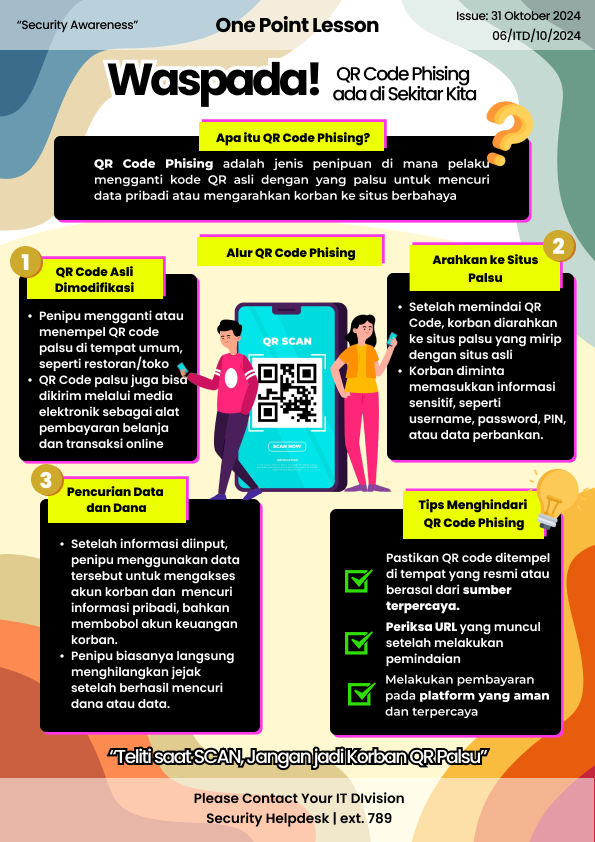 “Security Awareness”
One Point Lesson
Issue: 31 Oktober 2024
06/ITD/10/2024
Waspada!
QR Code Phising
ada di Sekitar Kita
Apa itu QR Code Phising?
QR Code Phising adalah jenis penipuan di mana pelaku
mengganti kode QR asli dengan yang palsu untuk mencuri
data pribadi atau mengarahkan korban ke situs berbahaya
Alur QR Code Phising
1
QR Code Asli
Dimodifikasi
• Penipu mengganti atau
menempel QR code
palsu di tempat umum,
seperti restoran/toko
• QR Code palsu juga bisa
dikirim melalui media
elektronik sebagai alat
pembayaran belanja
dan transaksi online
QR SCAN
SCAN NOW
2
Arahkan ke Situs
Palsu
• Setelah memindai QR
Code, korban diarahkan
ke situs palsu yang mirip
dengan situs asli
• Korban diminta
memasukkan informasi
sensitif, seperti
username, password, PIN,
atau data perbankan.
3
Pencurian Data
dan Dana
• Setelah informasi diinput,
penipu menggunakan data
tersebut untuk mengakses
akun korban dan mencuri
informasi pribadi, bahkan
membobol akun keuangan
korban.
• Penipu biasanya langsung
menghilangkan jejak
setelah berhasil mencuri
dana atau data.
Tips Menghindari
QR Code Phising
Pastikan QR code ditempel
di tempat yang resmi atau
berasal dari sumber
terpercaya.
Periksa URL yang muncul
setelah melakukan
pemindaian
Melakukan pembayaran
pada platform yang aman
dan terpercaya
“Teliti saat SCAN, Jangan jadi Korban QR Palsu”
Please Contact Your IT DIvision
Security Helpdesk | ext. 789